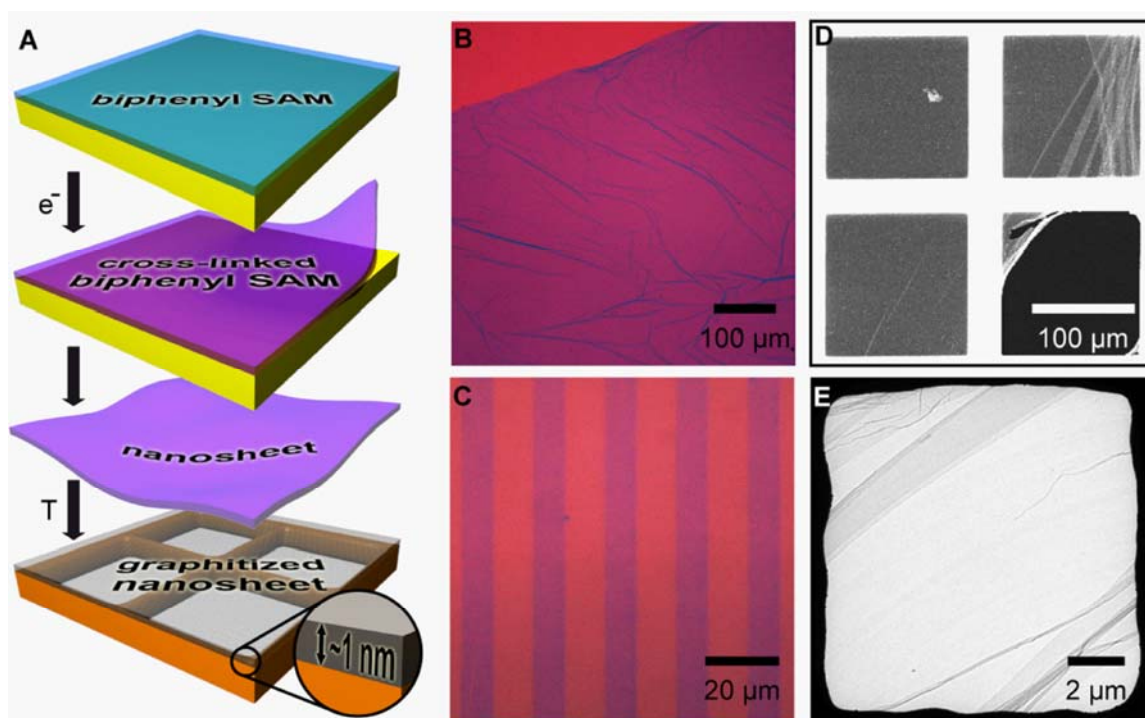 A
biphenyl SAM
e⁻
cross-linked
biphenyl SAM
nanosheet
T
graphitized
nanosheet
~1 nm
B
100 µm
C
20 µm
D
100 µm
E
2 µm